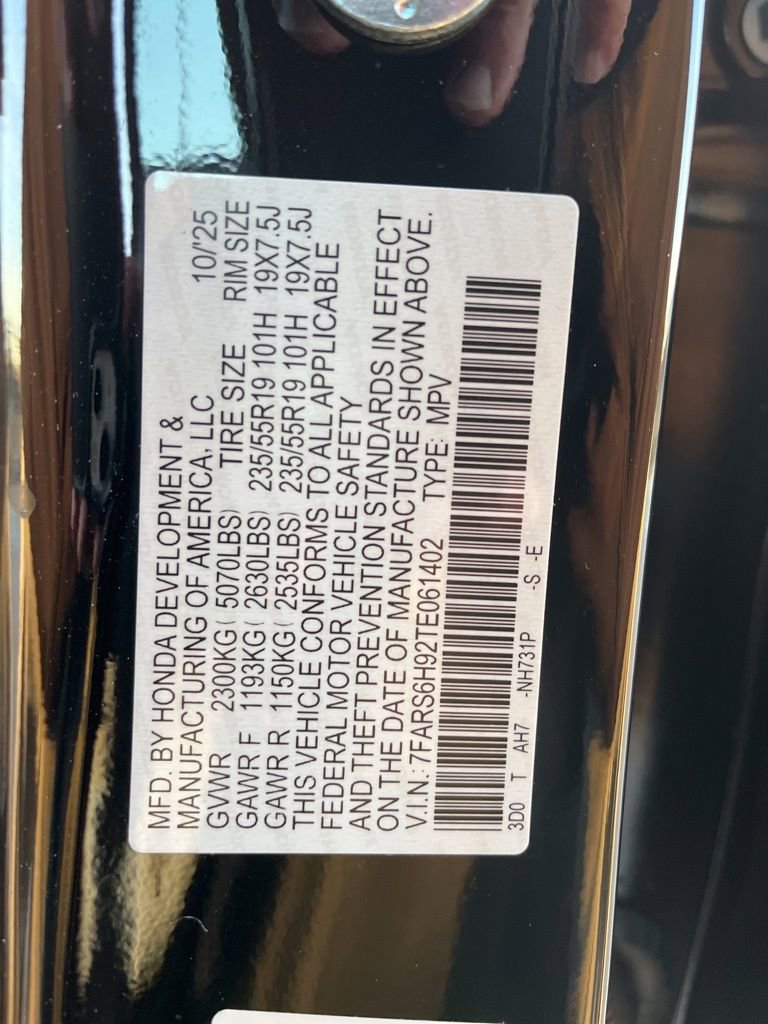 MFD. BY HONDA DEVELOPMENT &
MANUFACTURING OF AMERICA, LLC 10/'25
GVWR 2300KG( 5070LBS) TIRE SIZE RIM SIZE
GAWR F 1193KG( 2630LBS) 235/55R19 101H 19X7.5J
GAWR R 1150KG( 2535LBS) 235/55R19 101H 19X7.5J
THIS VEHICLE CONFORMS TO ALL APPLICABLE
FEDERAL MOTOR VEHICLE SAFETY
AND THEFT PREVENTION STANDARDS IN EFFECT
ON THE DATE OF MANUFACTURE SHOWN ABOVE.
V.I.N.: 7FARS6H92TE061402 TYPE: MPV
3D0 T AH7 -NH731P -S -E